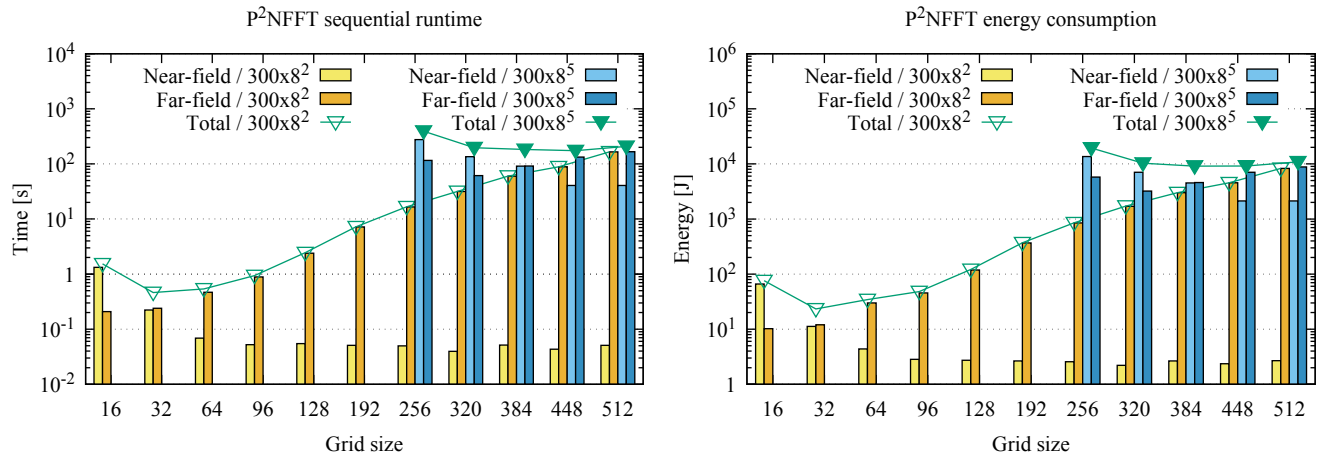 P²NFFT sequential runtime
Time [s]
10⁴
10³
10²
10¹
1
10⁻¹
10⁻²
Near-field / 300x8²
Far-field / 300x8²
Total / 300x8²
Near-field / 300x8⁵
Far-field / 300x8⁵
Total / 300x8⁵
16 32 64 96 128 192 256 320 384 448 512
Grid size
P²NFFT energy consumption
Energy [J]
10⁶
10⁵
10⁴
10³
10²
10¹
1
Near-field / 300x8²
Far-field / 300x8²
Total / 300x8²
Near-field / 300x8⁵
Far-field / 300x8⁵
Total / 300x8⁵
16 32 64 96 128 192 256 320 384 448 512
Grid size